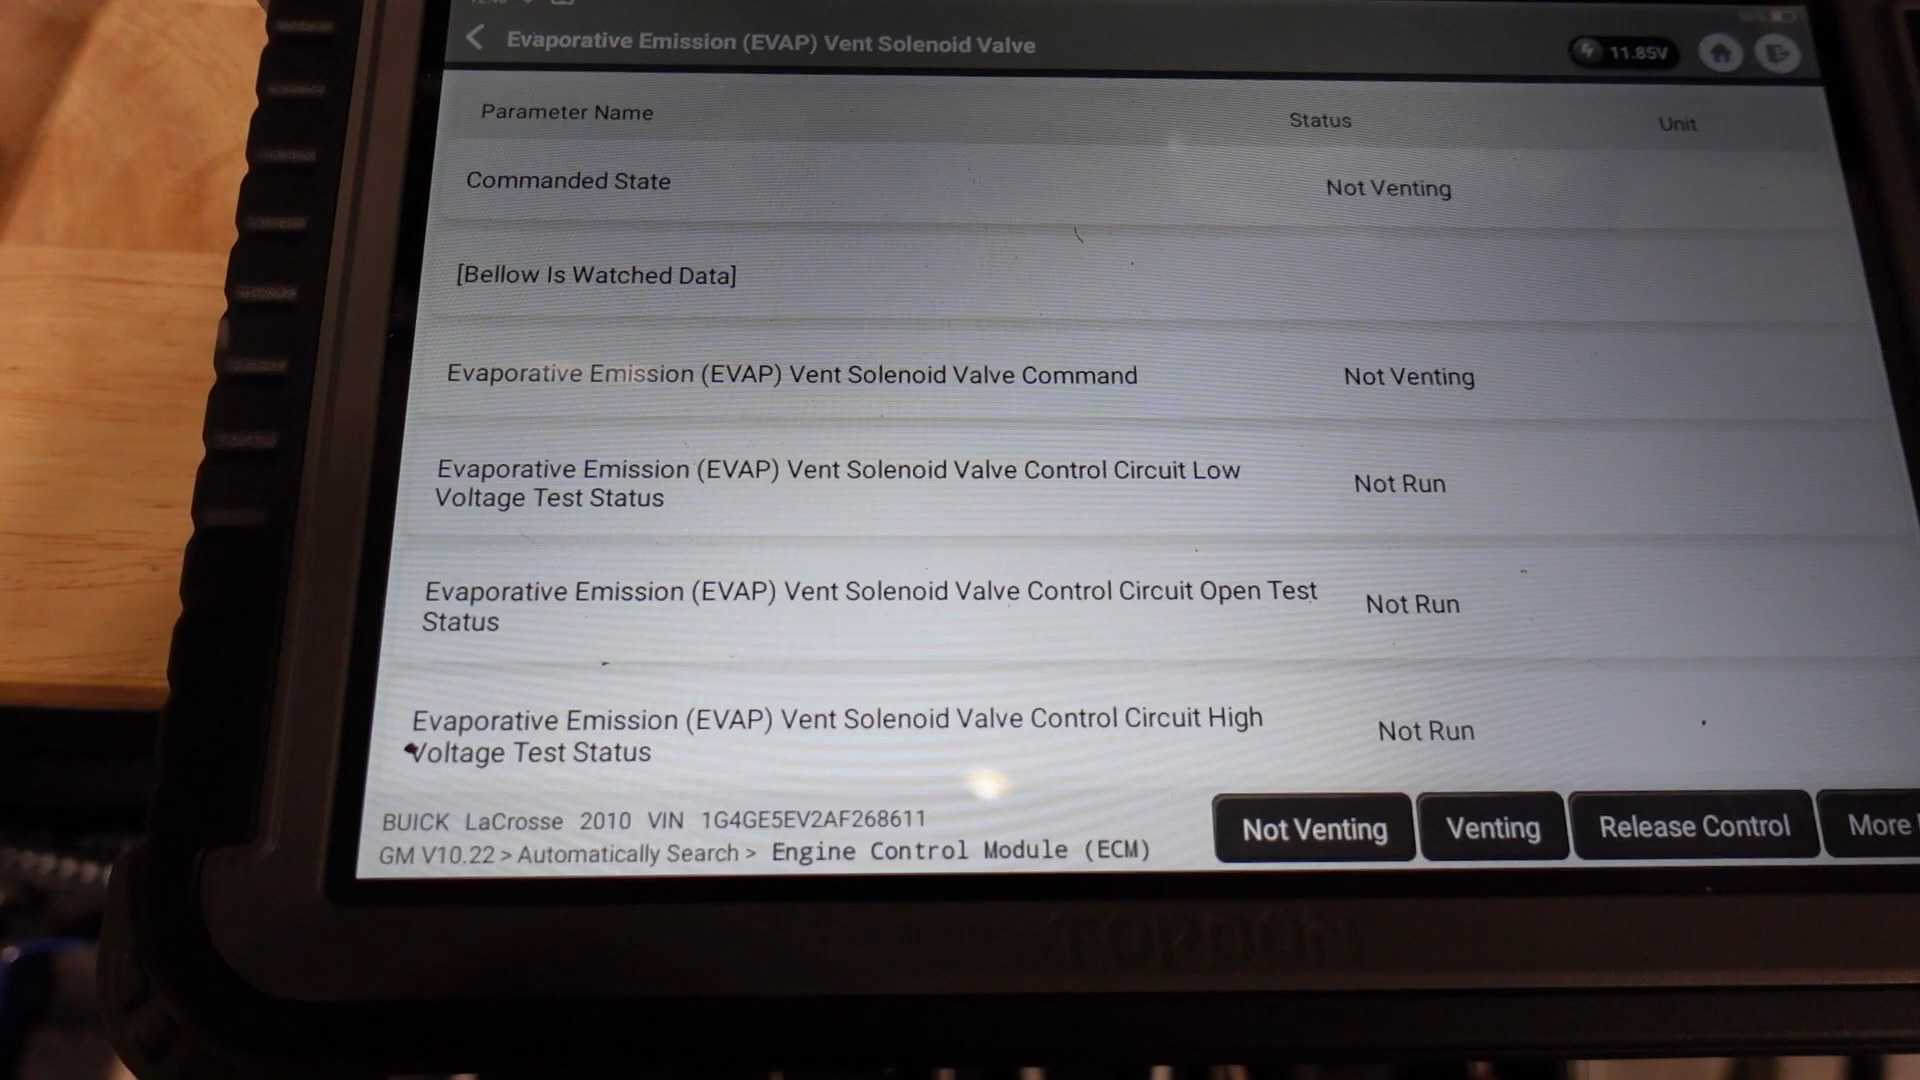 Evaporative Emission (EVAP) Vent Solenoid Valve
11.85V
Parameter Name Status Unit
Commanded State Not Venting
[Bellow Is Watched Data]
Evaporative Emission (EVAP) Vent Solenoid Valve Command Not Venting
Evaporative Emission (EVAP) Vent Solenoid Valve Control Circuit Low
Voltage Test Status
Not Run
Evaporative Emission (EVAP) Vent Solenoid Valve Control Circuit Open Test
Status
Not Run
Evaporative Emission (EVAP) Vent Solenoid Valve Control Circuit High
Voltage Test Status
Not Run
BUICK LaCrosse 2010 VIN 1G4GE5EV2AF268611
GM V10.22 > Automatically Search > Engine Control Module (ECM)
Not Venting Venting Release Control More
TOPDON